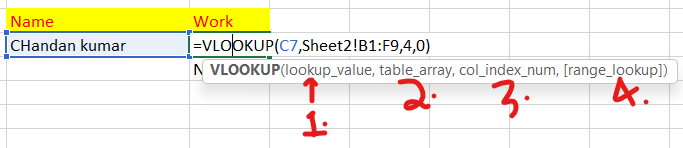 Name Work
CHandan kumar =VLOOKUP(C7,Sheet2!B1:F9,4,0)
N VLOOKUP(lookup_value, table_array, col_index_num, [range_lookup])
1. 2. 3. 4.